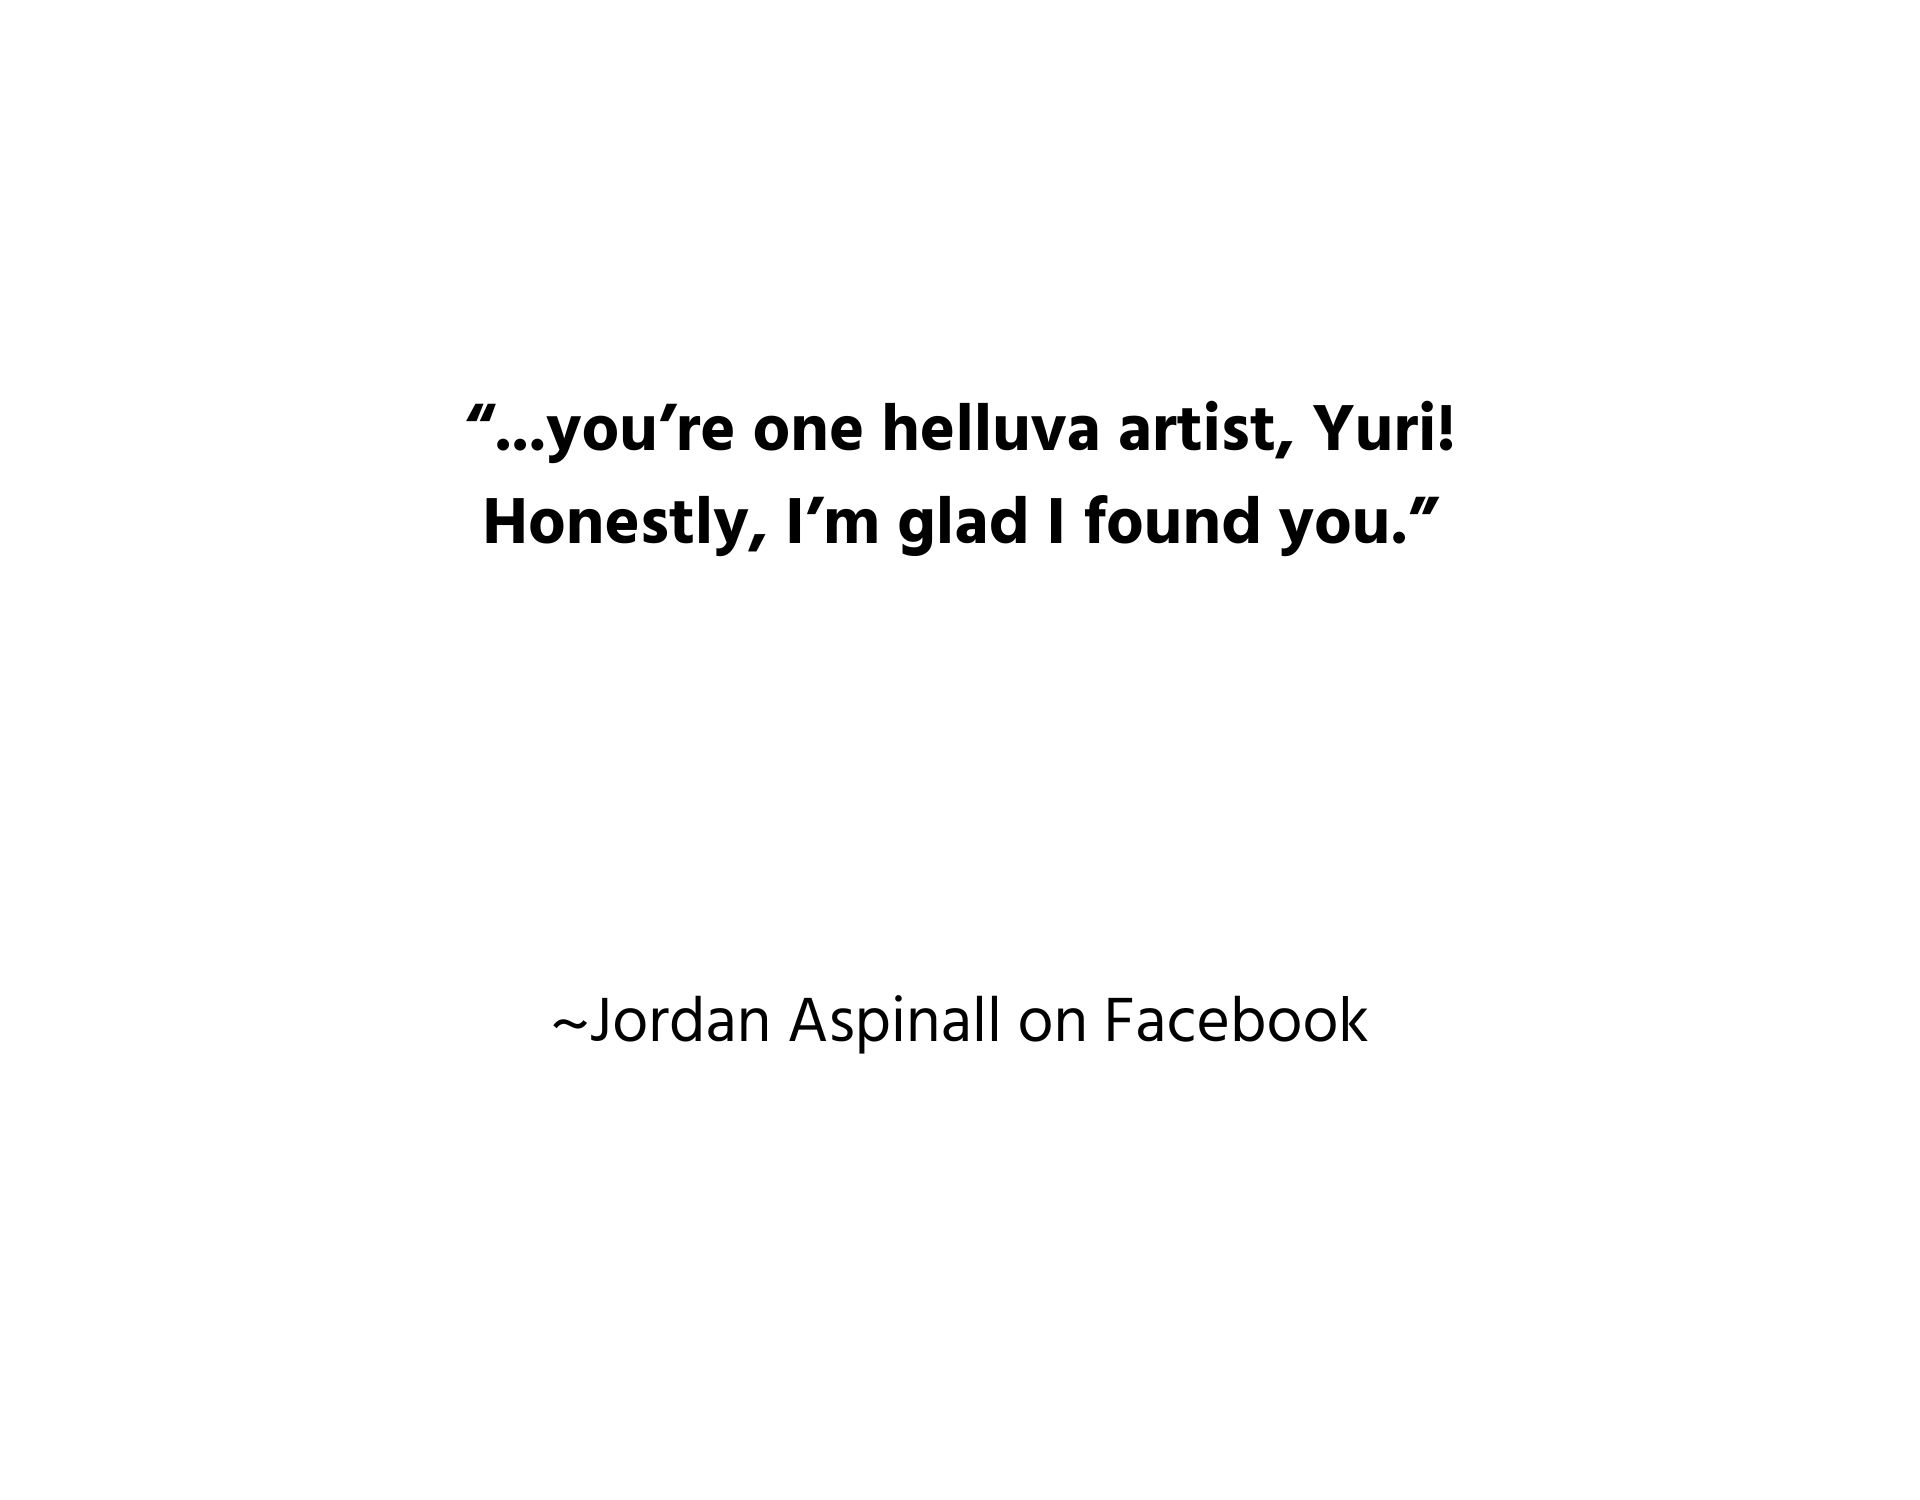 “...you’re one helluva artist, Yuri!
Honestly, I’m glad I found you.”
~Jordan Aspinall on Facebook